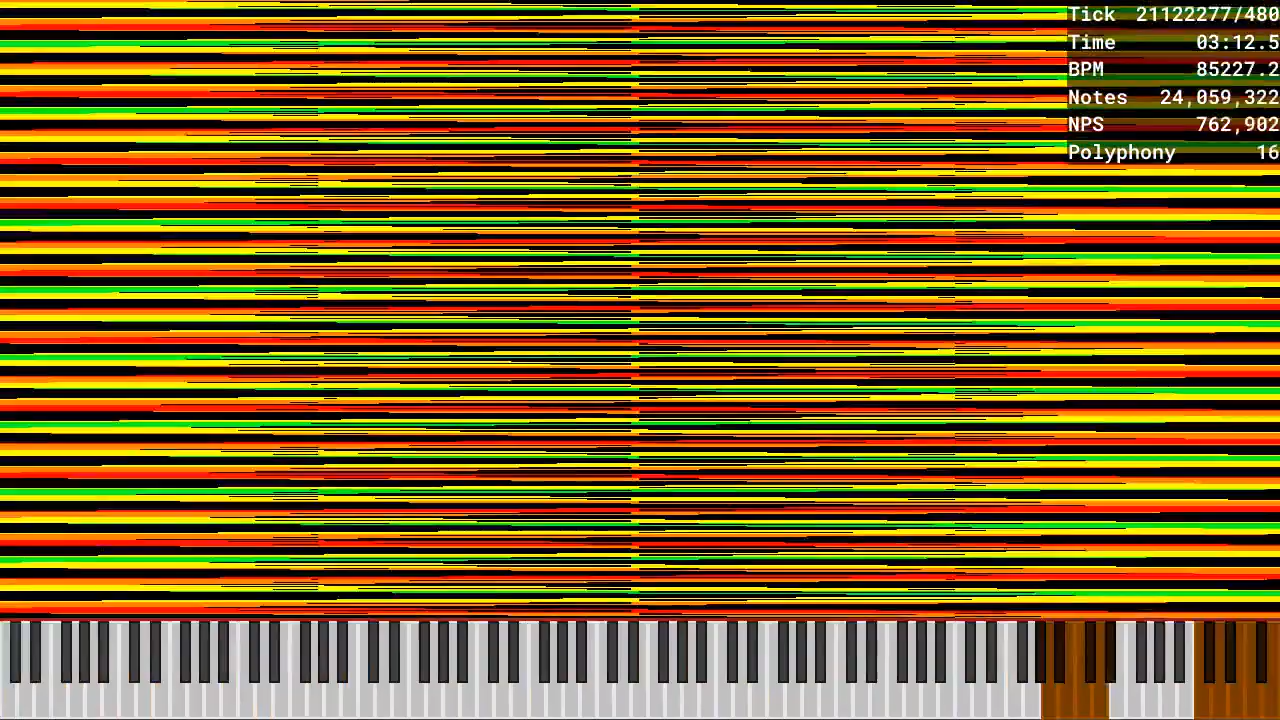 Tick 21122277/480
Time 03:12.5
BPM 85227.2
Notes 24,059,322
NPS 762,902
Polyphony 16